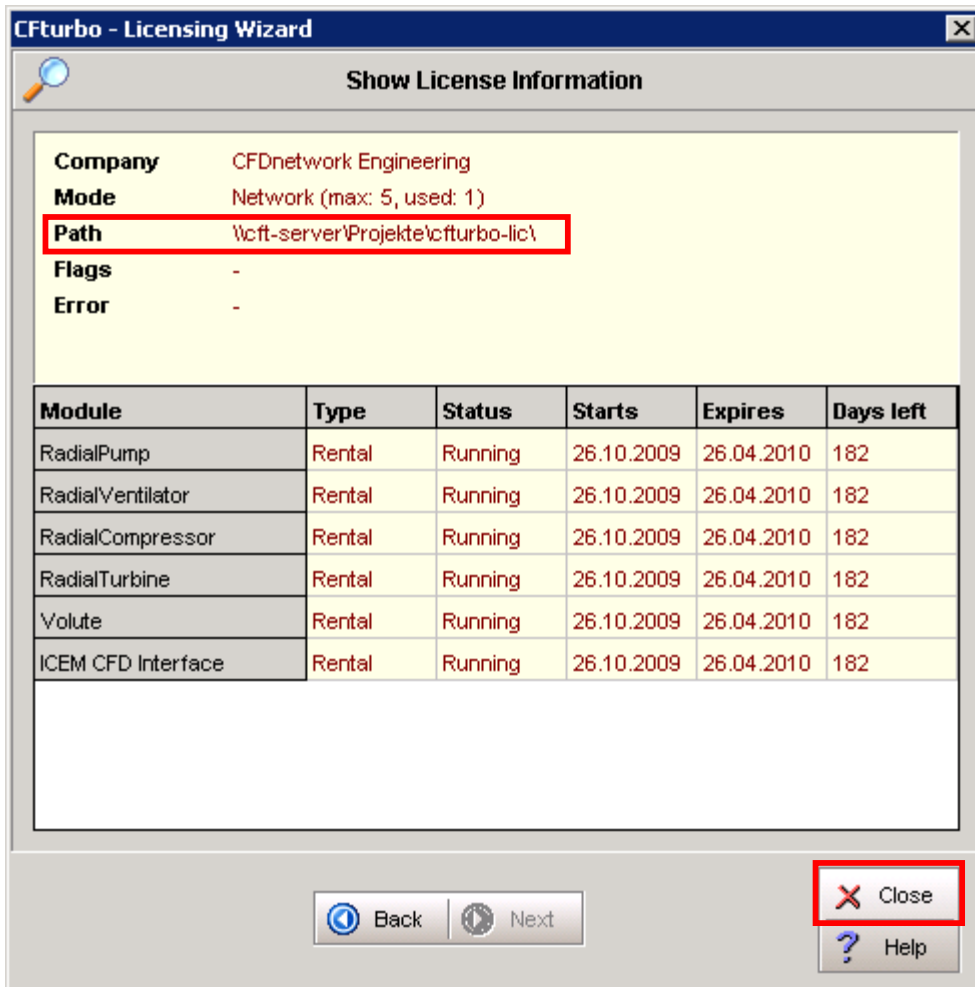 CFturbo - Licensing Wizard
Show License Information
Company CFDnetwork Engineering
Mode Network (max: 5, used: 1)
Path \\cft-server\Projekte\cfturbo-lic\
Flags -
Error -
Module Type Status Starts Expires Days left
RadialPump Rental Running 26.10.2009 26.04.2010 182
RadialVentilator Rental Running 26.10.2009 26.04.2010 182
RadialCompressor Rental Running 26.10.2009 26.04.2010 182
RadialTurbine Rental Running 26.10.2009 26.04.2010 182
Volute Rental Running 26.10.2009 26.04.2010 182
ICEM CFD Interface Rental Running 26.10.2009 26.04.2010 182
Back Next Close
? Help